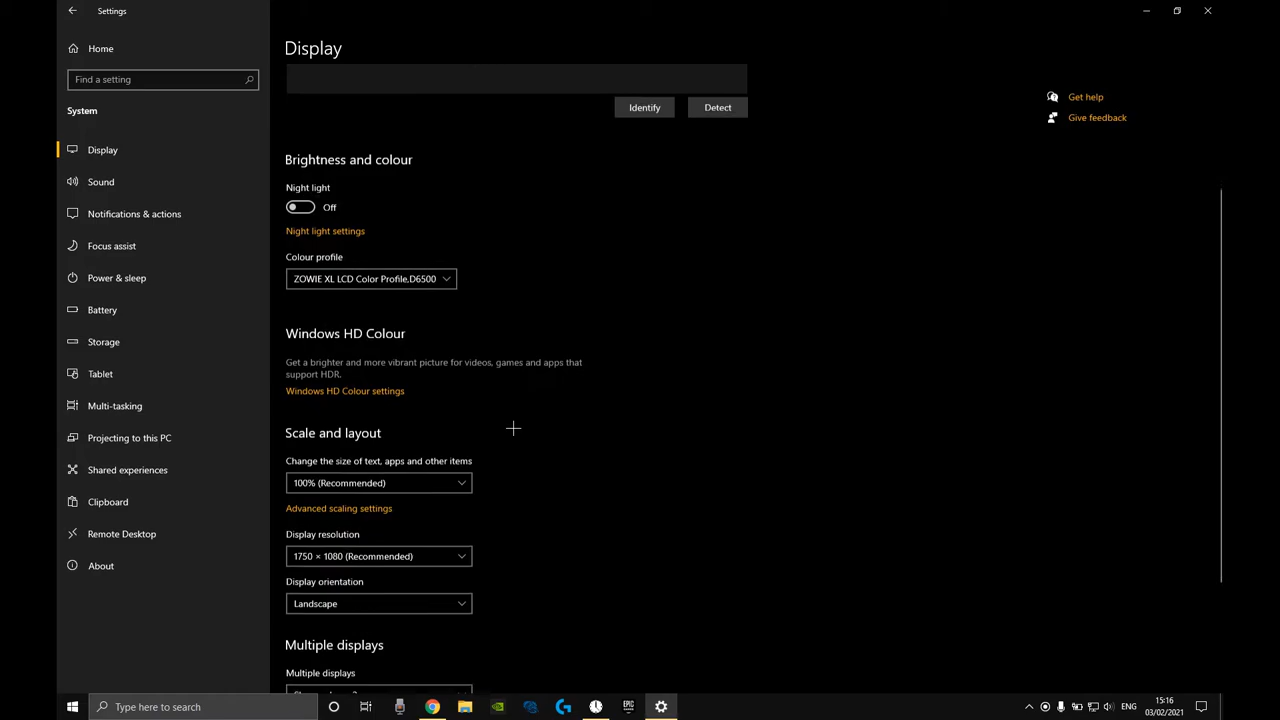 Settings
Home
Find a setting
System
Display
Sound
Notifications & actions
Focus assist
Power & sleep
Battery
Storage
Tablet
Multi-tasking
Projecting to this PC
Shared experiences
Clipboard
Remote Desktop
About
Display
Identify
Detect
Brightness and colour
Night light
Off
Night light settings
Colour profile
ZOWIE XL LCD Color Profile,D6500
Windows HD Colour
Get a brighter and more vibrant picture for videos, games and apps that
support HDR.
Windows HD Colour settings
Scale and layout
Change the size of text, apps and other items
100% (Recommended)
Advanced scaling settings
Display resolution
1750 × 1080 (Recommended)
Display orientation
Landscape
Multiple displays
Multiple displays
Get help
Give feedback
Type here to search
EPIC
ENG
15:16
03/02/2021